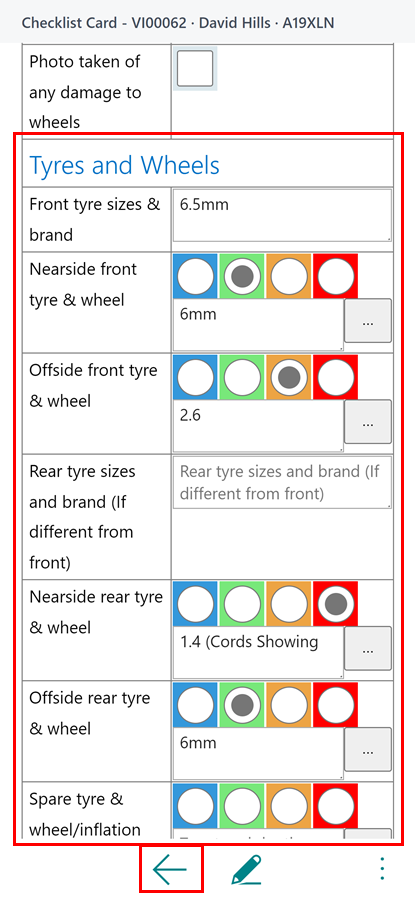 Checklist Card - VI00062 · David Hills · A19XLN
Photo taken of
any damage to
wheels
Tyres and Wheels
Front tyre sizes &
brand
6.5mm
Nearside front
tyre & wheel
6mm
...
Offside front tyre
& wheel
2.6
...
Rear tyre sizes
and brand (If
different from
front)
Rear tyre sizes and brand (If
different from front)
Nearside rear tyre
& wheel
1.4 (Cords Showing
...
Offside rear tyre
& wheel
6mm
...
Spare tyre &
wheel/inflation